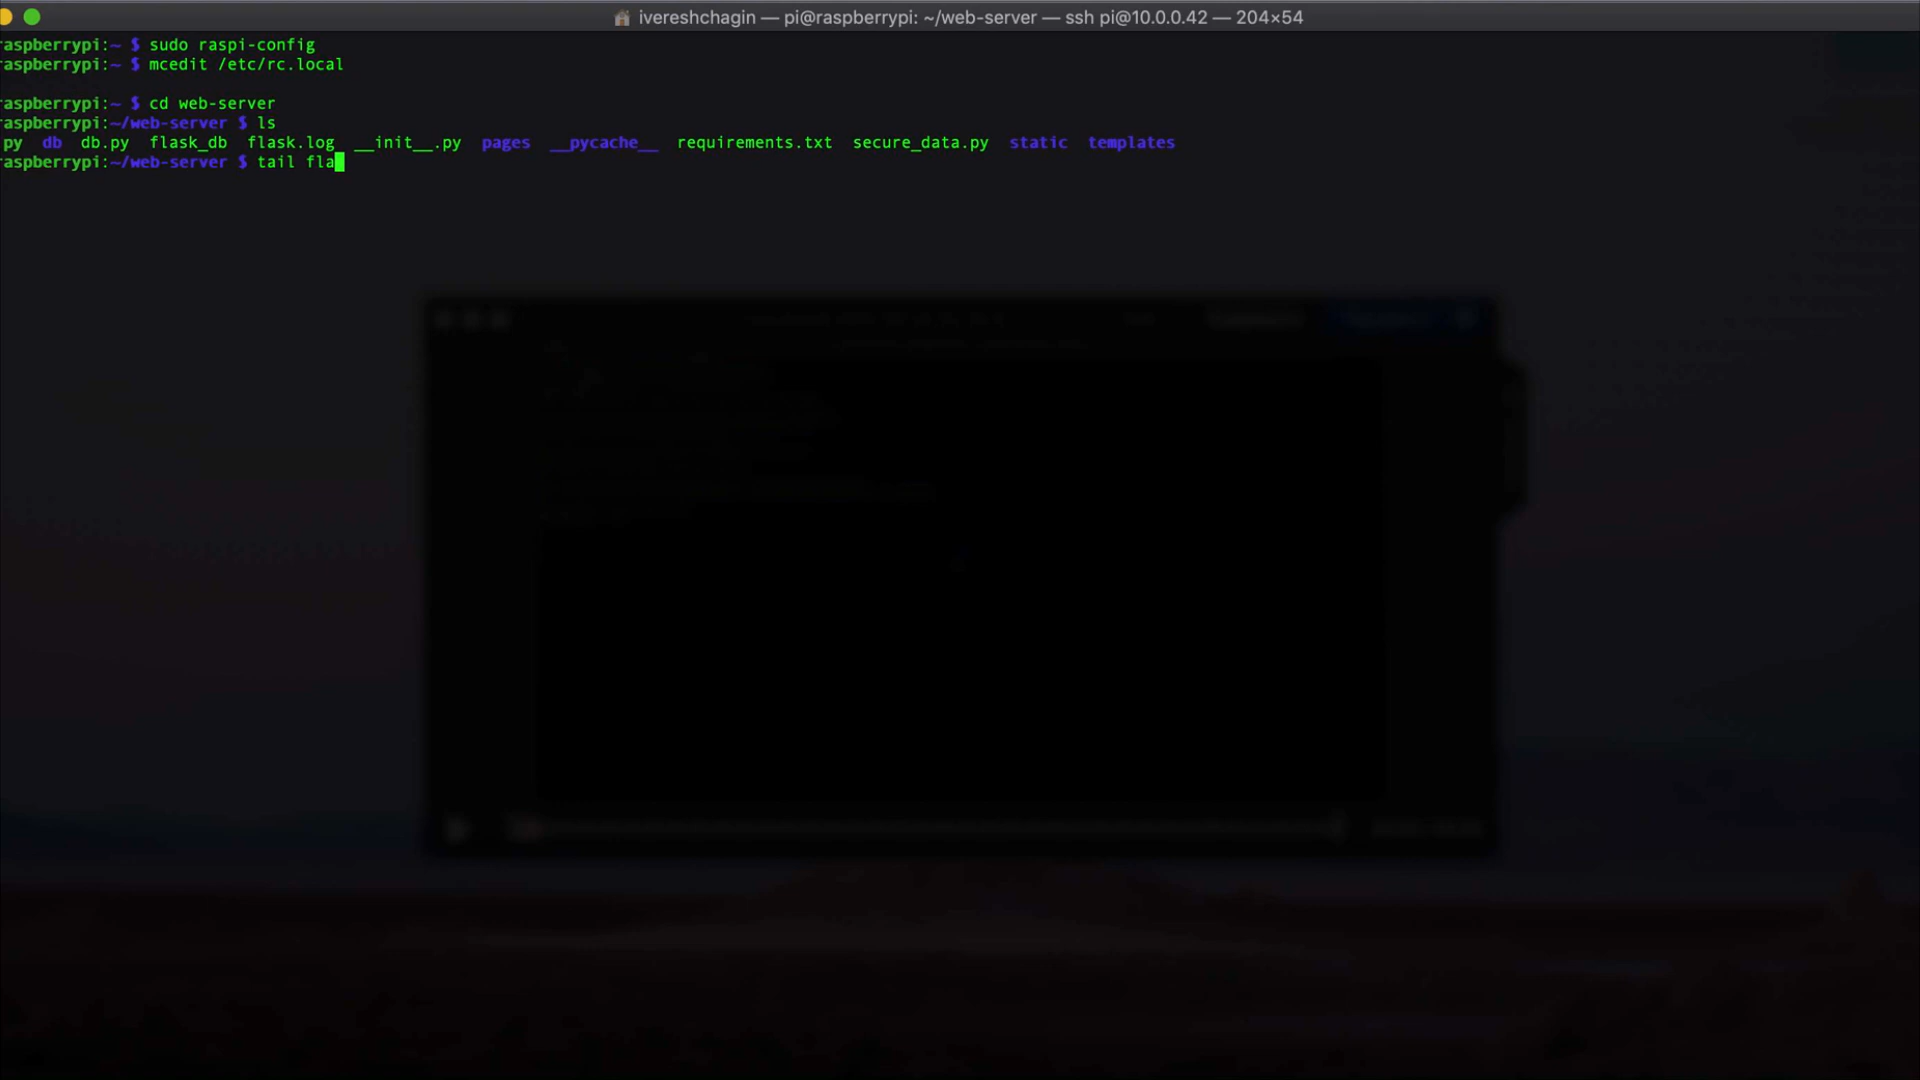 ivereshchagin — pi@raspberrypi: ~/web-server — ssh pi@10.0.0.42 — 204×54
raspberrypi:~ $ sudo raspi-config
raspberrypi:~ $ mcedit /etc/rc.local
raspberrypi:~ $ cd web-server
raspberrypi:~/web-server $ ls
py db db.py flask_db flask.log __init__.py pages __pycache__ requirements.txt secure_data.py static templates
raspberrypi:~/web-server $ tail fla